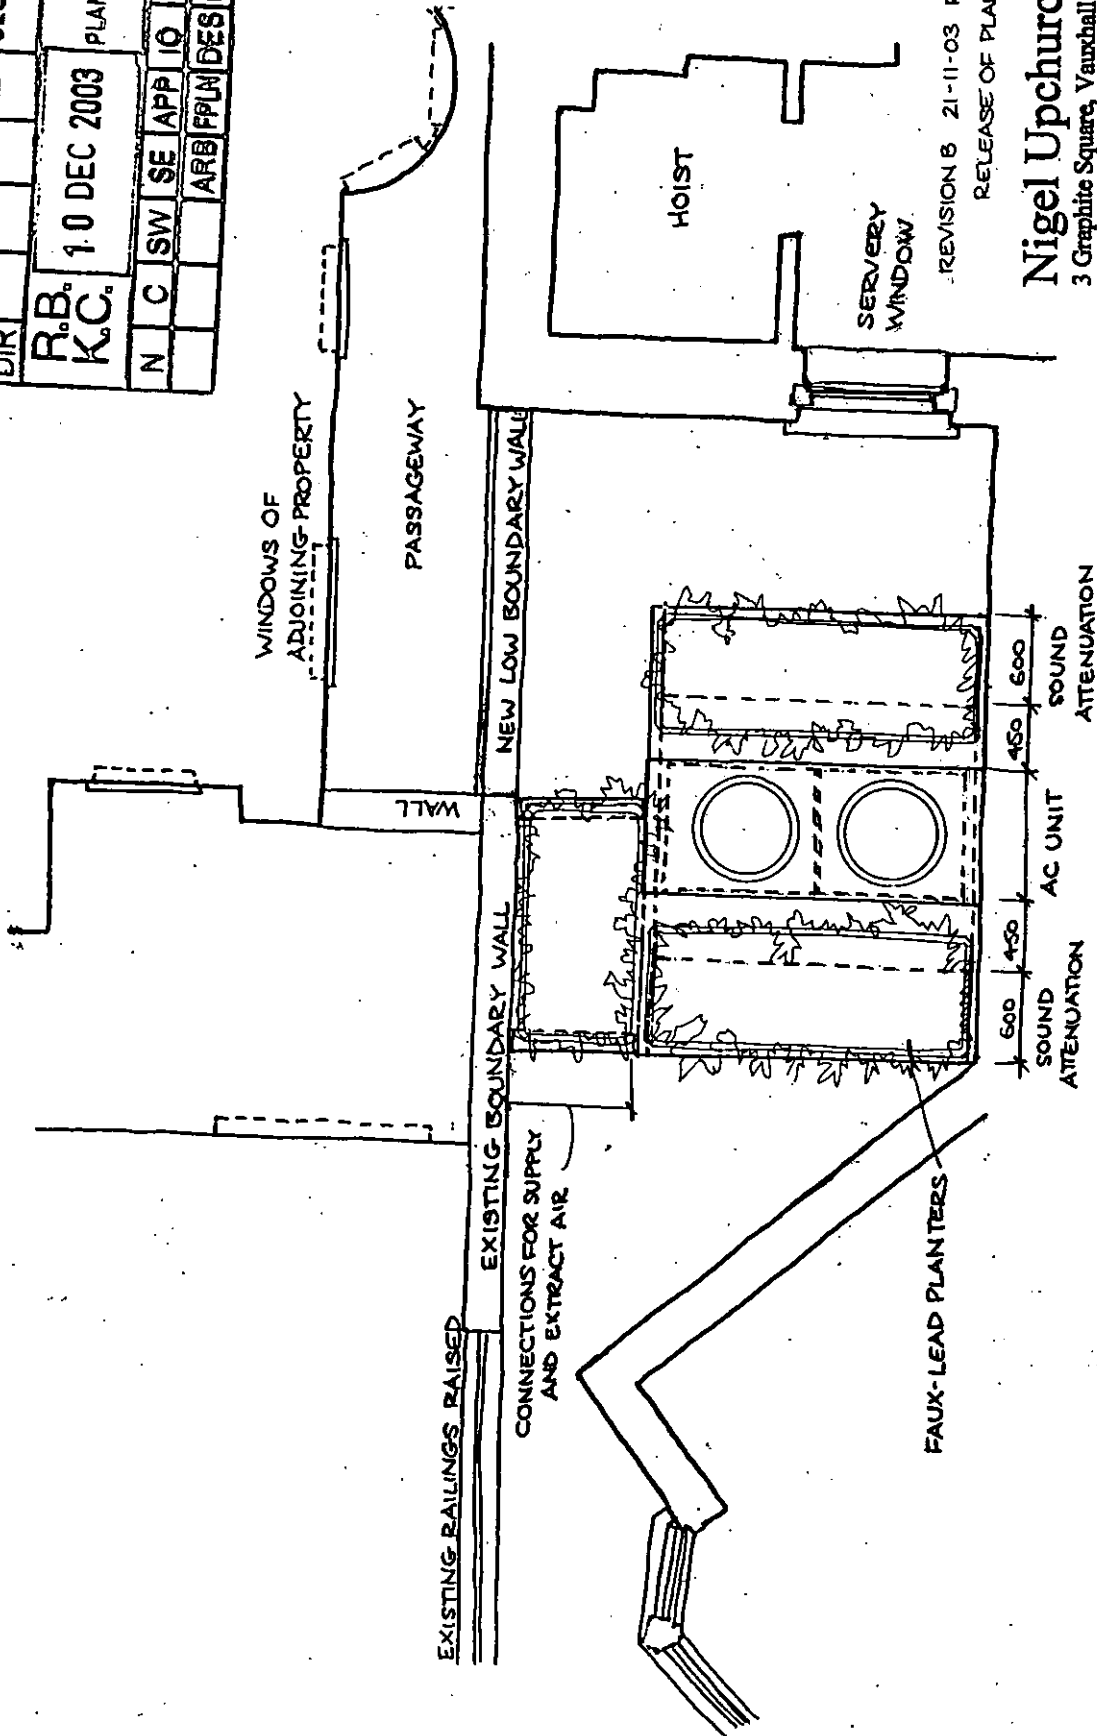 DIR
R.B.
K.C.
10 DEC 2003
N C SW SE APP IO
ARB FPLN DES
WINDOWS OF
ADJOINING PROPERTY
PASSAGEWAY
WALL
NEW LOW BOUNDARY WALL
EXISTING BOUNDARY WALL
EXISTING RAILINGS RAISED
CONNECTIONS FOR SUPPLY
AND EXTRACT AIR
HOIST
SERVERY
WINDOW
FAUX-LEAD PLANTERS
600 450 450 600
SOUND
ATTENUATION
AC UNIT
SOUND
ATTENUATION
REVISION B 21-11-03
RELEASE OF
Nigel
3 Graphite Square, Vauxhall